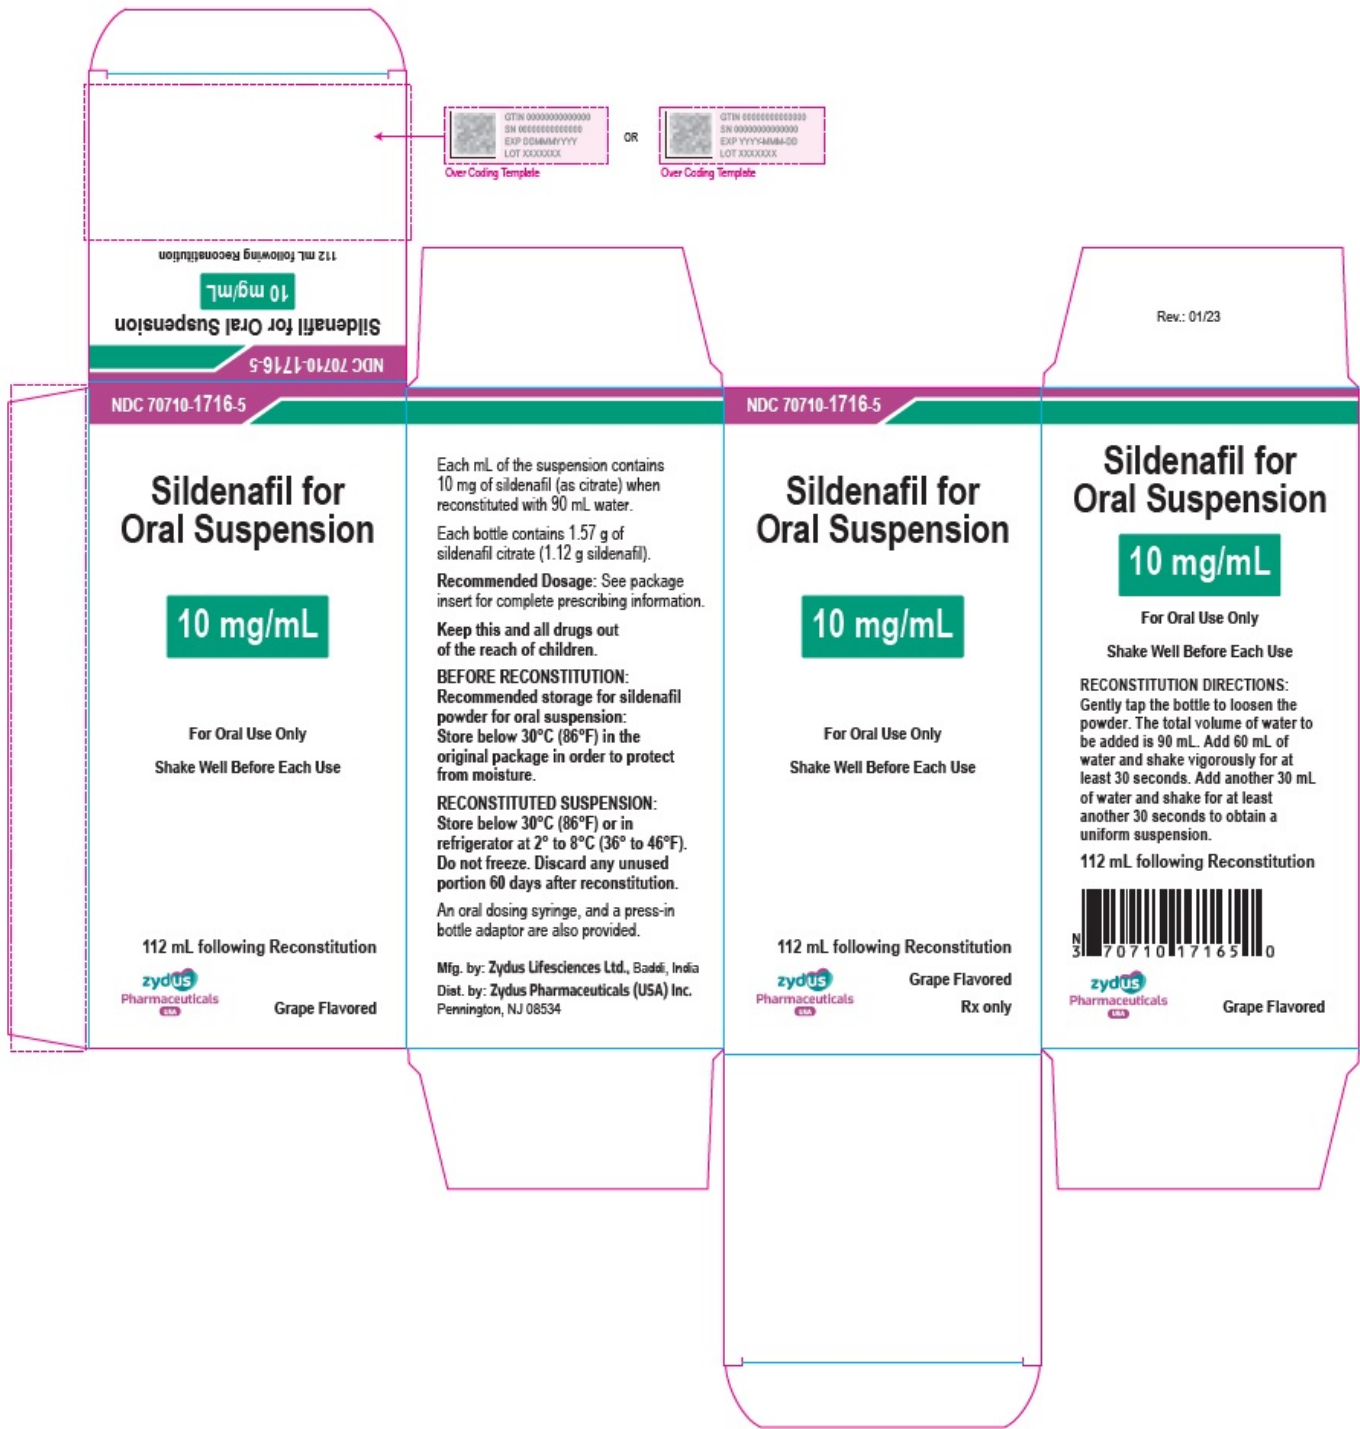 GTIN 00000000000000
SN 00000000000000
EXP DDMMMYYYY
LOT XXXXXXX
Over Coding Template
OR
GTIN 00000000000000
SN 00000000000000
EXP YYYY-MMM-DD
LOT XXXXXXX
Over Coding Template
112 mL following Reconstitution
10 mg/mL
Sildenafil for Oral Suspension
NDC 70710-1716-5
NDC 70710-1716-5
Sildenafil for
Oral Suspension
10 mg/mL
For Oral Use Only
Shake Well Before Each Use
112 mL following Reconstitution
zydus
Pharmaceuticals
USA
Grape Flavored
Each mL of the suspension contains
10 mg of sildenafil (as citrate) when
reconstituted with 90 mL water.
Each bottle contains 1.57 g of
sildenafil citrate (1.12 g sildenafil).
Recommended Dosage: See package
insert for complete prescribing information.
Keep this and all drugs out
of the reach of children.
BEFORE RECONSTITUTION:
Recommended storage for sildenafil
powder for oral suspension:
Store below 30°C (86°F) in the
original package in order to protect
from moisture.
RECONSTITUTED SUSPENSION:
Store below 30°C (86°F) or in
refrigerator at 2° to 8°C (36° to 46°F).
Do not freeze. Discard any unused
portion 60 days after reconstitution.
An oral dosing syringe, and a press-in
bottle adaptor are also provided.
Mfg. by: Zydus Lifesciences Ltd., Baddi, India
Dist. by: Zydus Pharmaceuticals (USA) Inc.
Pennington, NJ 08534
NDC 70710-1716-5
Sildenafil for
Oral Suspension
10 mg/mL
For Oral Use Only
Shake Well Before Each Use
112 mL following Reconstitution
zydus
Pharmaceuticals
USA
Grape Flavored
Rx only
Rev.: 01/23
Sildenafil for
Oral Suspension
10 mg/mL
For Oral Use Only
Shake Well Before Each Use
RECONSTITUTION DIRECTIONS:
Gently tap the bottle to loosen the
powder. The total volume of water to
be added is 90 mL. Add 60 mL of
water and shake vigorously for at
least 30 seconds. Add another 30 mL
of water and shake for at least
another 30 seconds to obtain a
uniform suspension.
112 mL following Reconstitution
N
3 70710 17165 0
zydus
Pharmaceuticals
USA
Grape Flavored